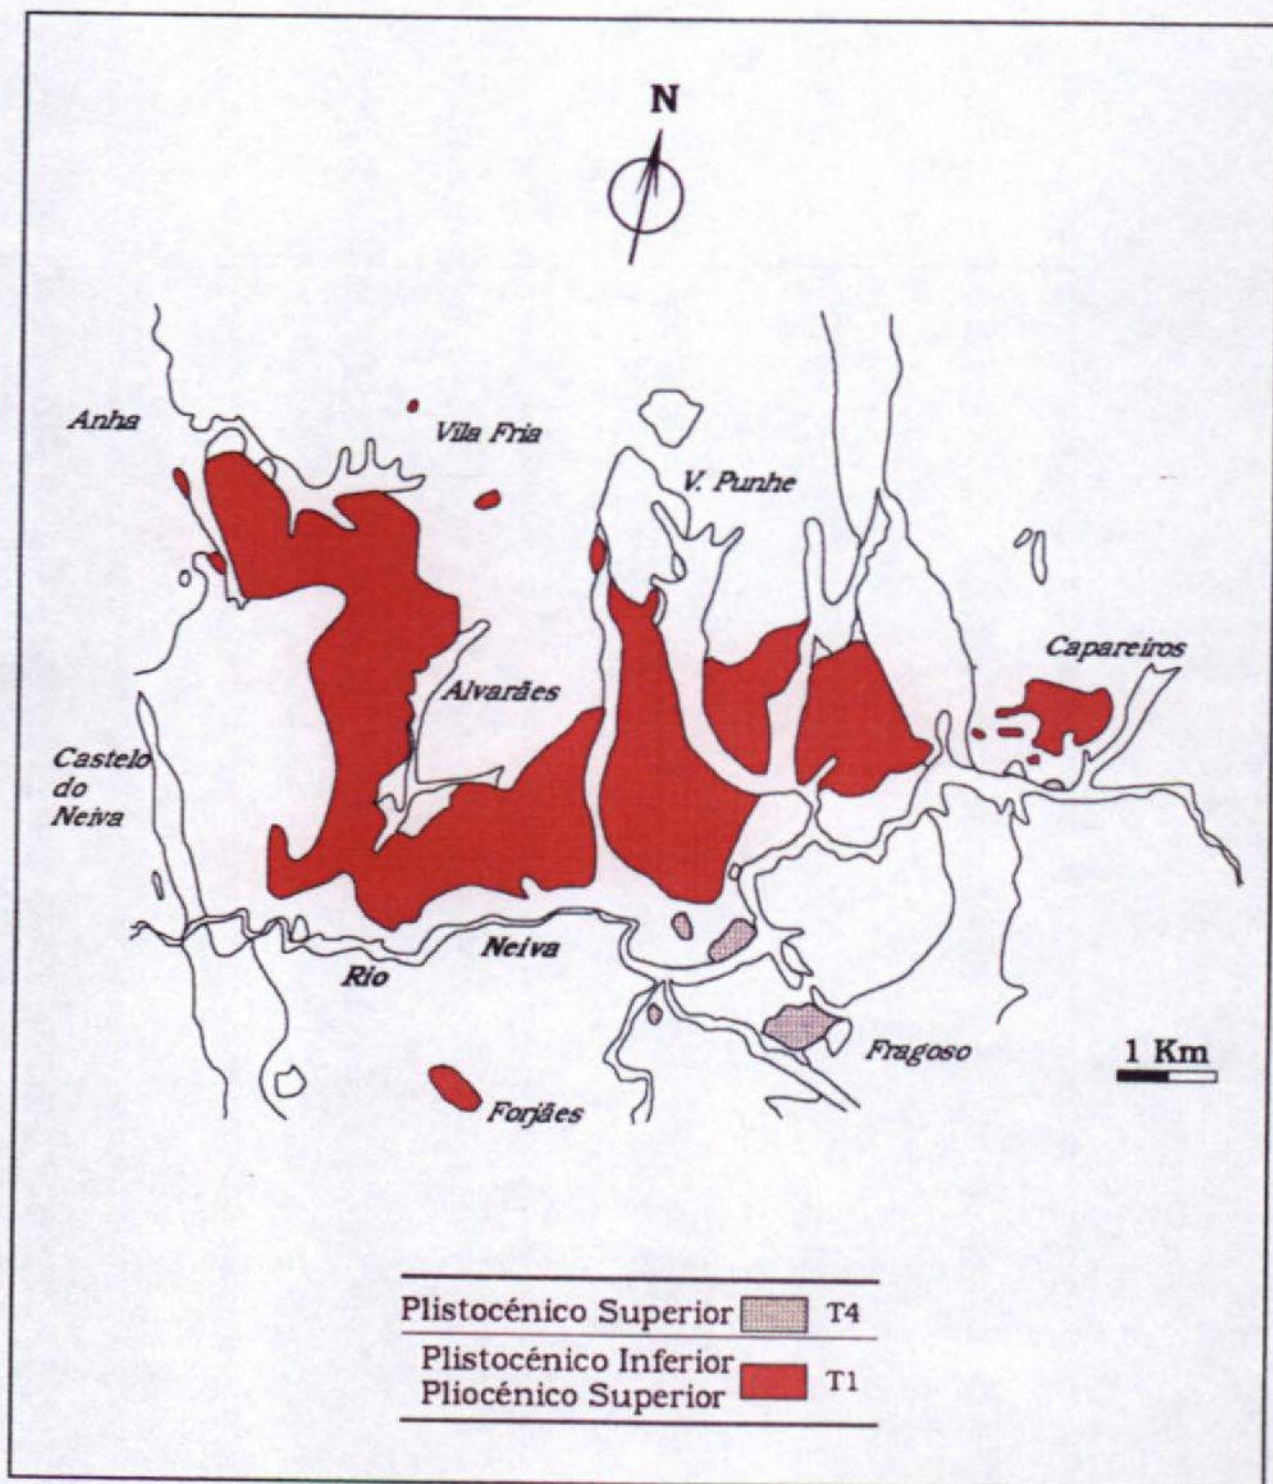 N
Anha
Vila Fria
V. Punhe
Capareiros
Alvarães
Castelo
do
Neiva
Neiva
Rio
Fragoso
1 Km
Forjães
Plistocénico Superior T4
Plistocénico Inferior
Pliocénico Superior T1